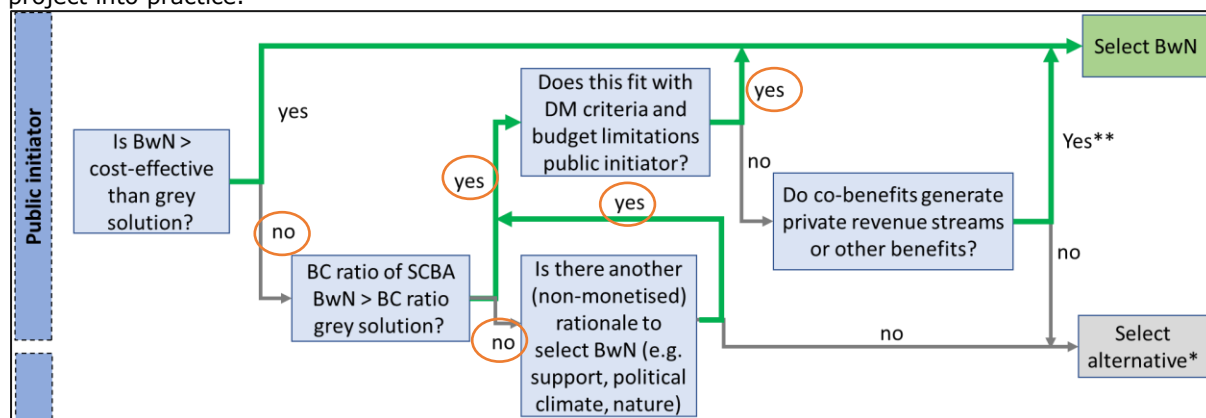 project into practice.
Public initiator
Is BwN >
cost-effective
than grey
solution?
yes
no
BC ratio of SCBA
BwN > BC ratio
grey solution?
yes
no
Does this fit with
DM criteria and
budget limitations
public initiator?
yes
no
Is there another
(non-monetised)
rationale to
select BwN (e.g.
support, political
climate, nature)
yes
no
Do co-benefits generate
private revenue streams
or other benefits?
Yes**
no
Select BwN
Select
alternative*